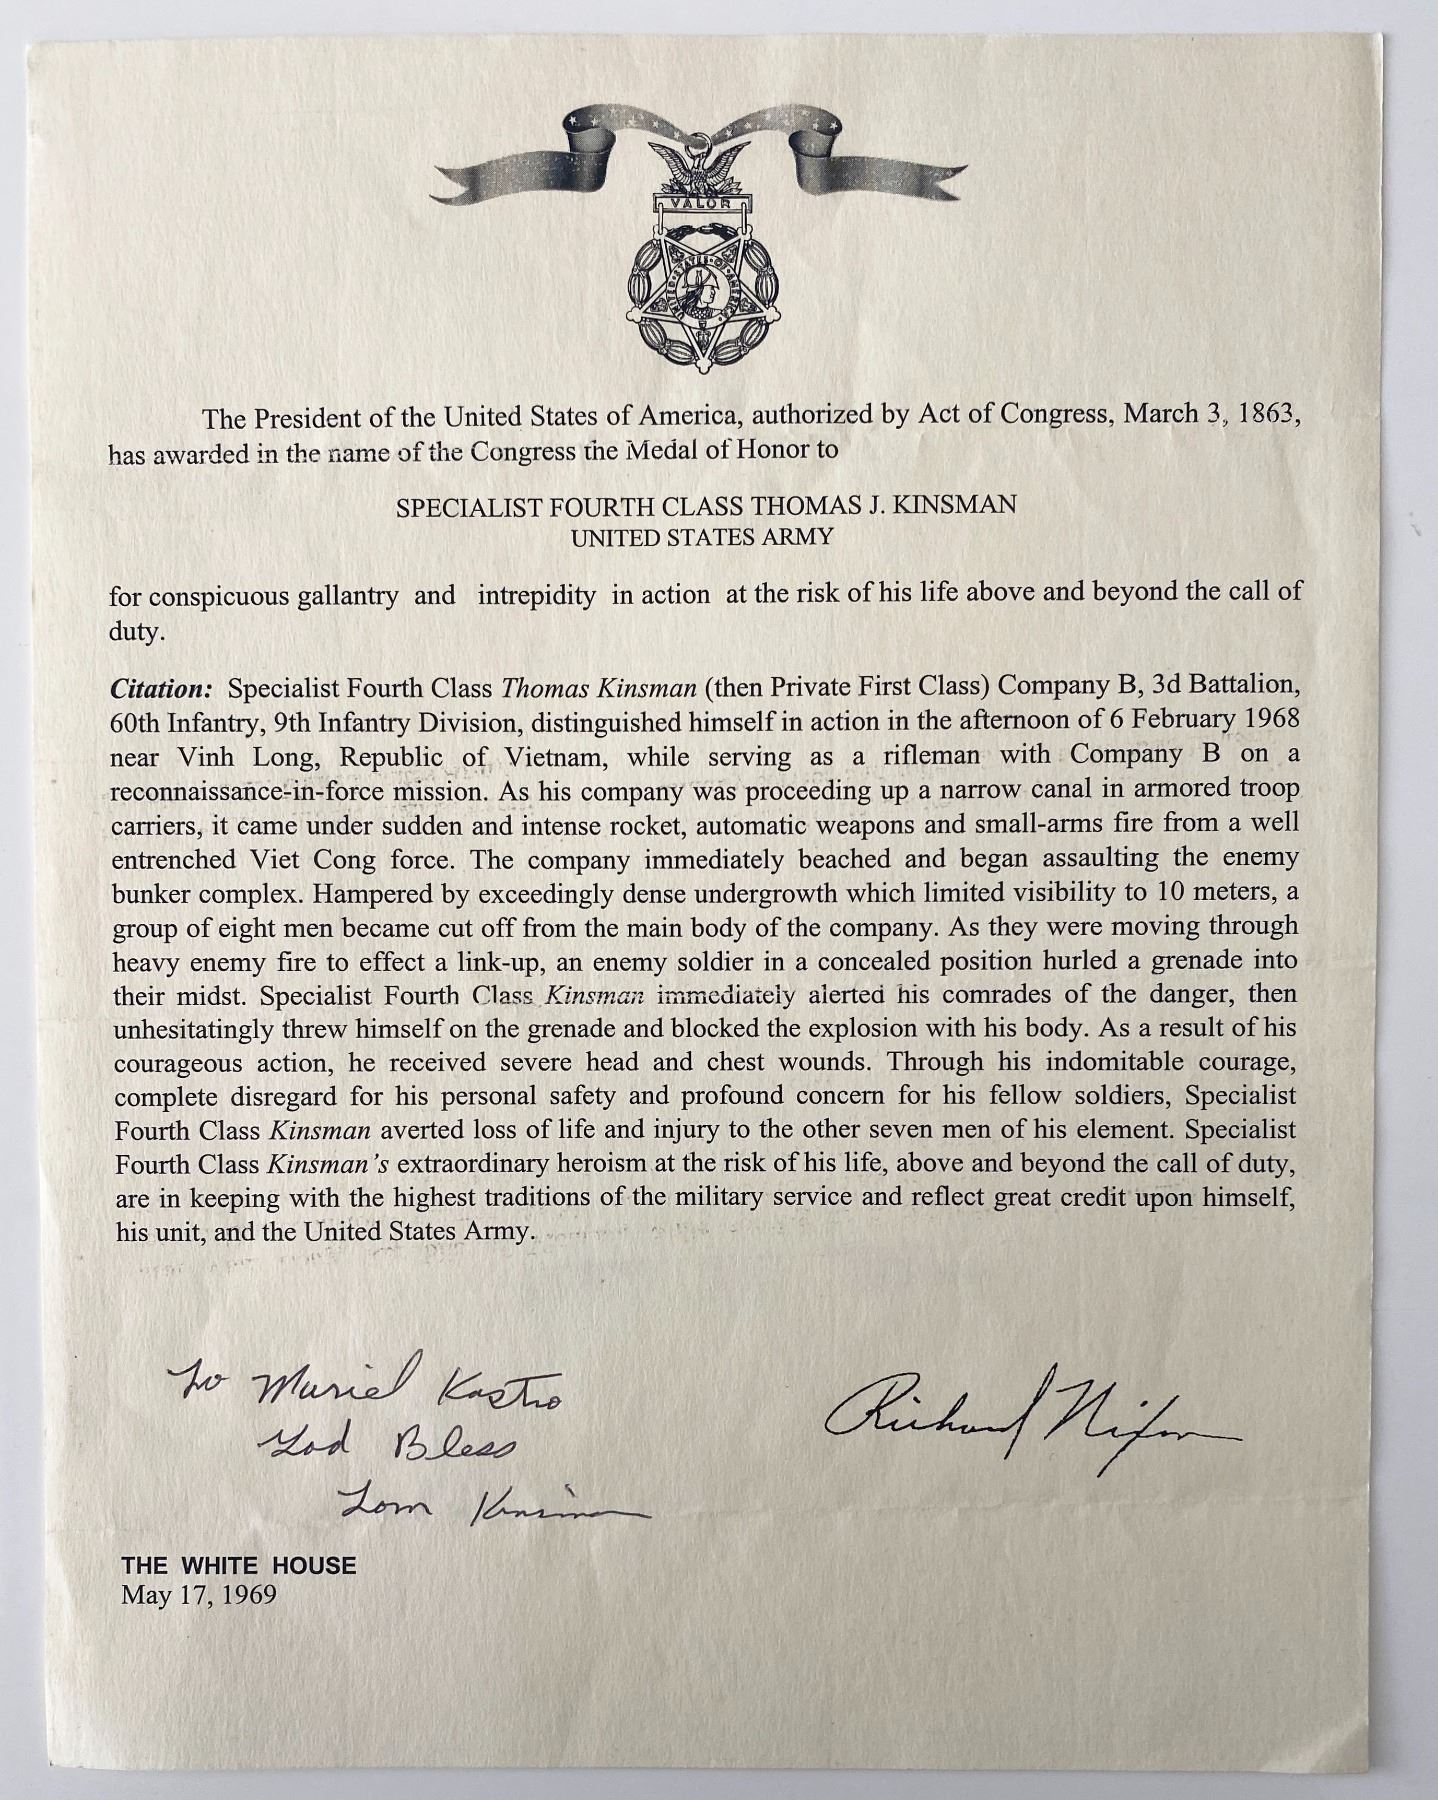 VALOR
UNITED STATES OF AMERICA
The President of the United States of America, authorized by Act of Congress, March 3, 1863,
has awarded in the name of the Congress the Medal of Honor to
SPECIALIST FOURTH CLASS THOMAS J. KINSMAN
UNITED STATES ARMY
for conspicuous gallantry and intrepidity in action at the risk of his life above and beyond the call of
duty.
Citation: Specialist Fourth Class Thomas Kinsman (then Private First Class) Company B, 3d Battalion,
60th Infantry, 9th Infantry Division, distinguished himself in action in the afternoon of 6 February 1968
near Vinh Long, Republic of Vietnam, while serving as a rifleman with Company B on a
reconnaissance-in-force mission. As his company was proceeding up a narrow canal in armored troop
carriers, it came under sudden and intense rocket, automatic weapons and small-arms fire from a well
entrenched Viet Cong force. The company immediately beached and began assaulting the enemy
bunker complex. Hampered by exceedingly dense undergrowth which limited visibility to 10 meters, a
group of eight men became cut off from the main body of the company. As they were moving through
heavy enemy fire to effect a link-up, an enemy soldier in a concealed position hurled a grenade into
their midst. Specialist Fourth Class Kinsman immediately alerted his comrades of the danger, then
unhesitatingly threw himself on the grenade and blocked the explosion with his body. As a result of his
courageous action, he received severe head and chest wounds. Through his indomitable courage,
complete disregard for his personal safety and profound concern for his fellow soldiers, Specialist
Fourth Class Kinsman averted loss of life and injury to the other seven men of his element. Specialist
Fourth Class Kinsman's extraordinary heroism at the risk of his life, above and beyond the call of duty,
are in keeping with the highest traditions of the military service and reflect great credit upon himself,
his unit, and the United States Army.
To Muriel Kastro
God Bless
Tom Kinsman
Richard Nixon
THE WHITE HOUSE
May 17, 1969